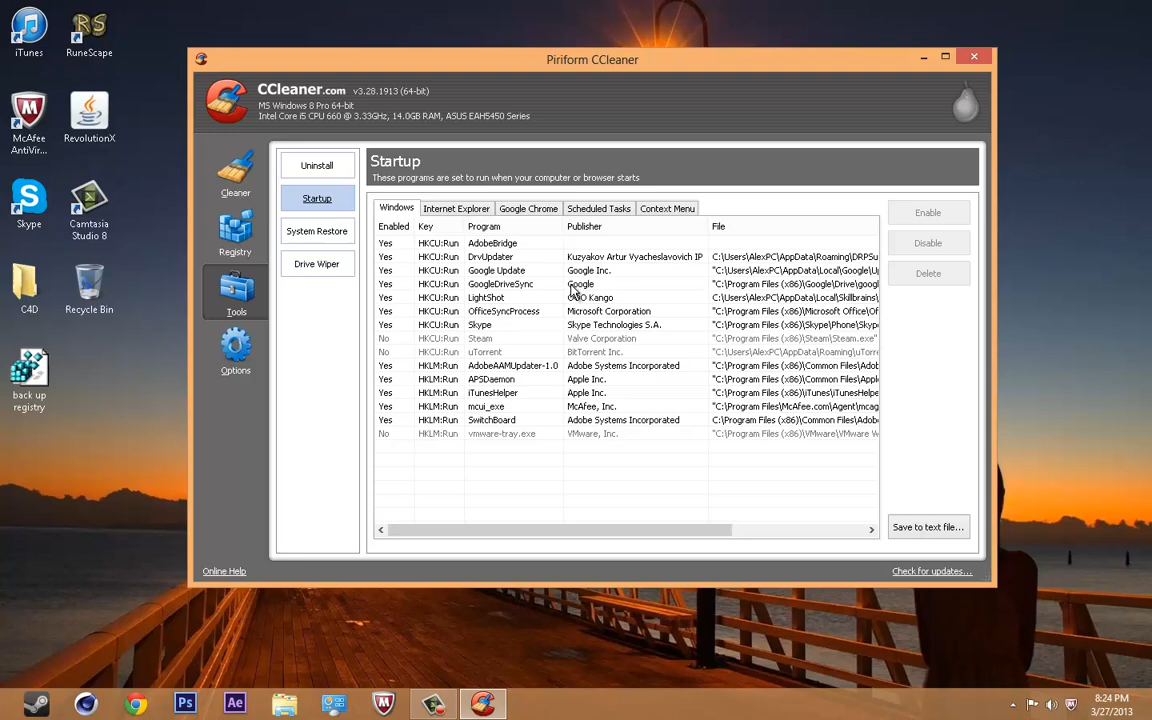 iTunes
RuneScape
McAfee
AntiVir...
RevolutionX
Skype
Camtasia
Studio 8
C4D
Recycle Bin
back up
registry
Piriform CCleaner
CCleaner.com v3.28.1913 (64-bit)
MS Windows 8 Pro 64-bit
Intel Core i5 CPU 660 @ 3.33GHz, 14.0GB RAM, ASUS EAH5450 Series
Cleaner
Registry
Tools
Options
Uninstall
Startup
System Restore
Drive Wiper
Startup
These programs are set to run when your computer or browser starts
Windows Internet Explorer Google Chrome Scheduled Tasks Context Menu
Enabled Key Program Publisher File
Yes HKCU:Run AdobeBridge
Yes HKCU:Run DrvUpdater Kuzyakov Artur Vyacheslavovich IP C:\Users\AlexPC\AppData\Roaming\DRPSu
Yes HKCU:Run Google Update Google Inc. "C:\Users\AlexPC\AppData\Local\Google\U
Yes HKCU:Run GoogleDriveSync Google "C:\Program Files (x86)\Google\Drive\goog
Yes HKCU:Run LightShot Kango C:\Users\AlexPC\AppData\Local\Skillbrains\
Yes HKCU:Run OfficeSyncProcess Microsoft Corporation "C:\Program Files (x86)\Microsoft Office\Of
Yes HKCU:Run Skype Skype Technologies S.A. "C:\Program Files (x86)\Skype\Phone\Skyp
No HKCU:Run Steam Valve Corporation "C:\Program Files (x86)\Steam\Steam.exe"
No HKCU:Run uTorrent BitTorrent Inc. "C:\Users\AlexPC\AppData\Roaming\uTorre
Yes HKLM:Run AdobeAAMUpdater-1.0 Adobe Systems Incorporated "C:\Program Files (x86)\Common Files\Adob
Yes HKLM:Run APSDaemon Apple Inc. "C:\Program Files (x86)\Common Files\Appl
Yes HKLM:Run iTunesHelper Apple Inc. "C:\Program Files (x86)\iTunes\iTunesHelpe
Yes HKLM:Run mcui_exe McAfee, Inc. "C:\Program Files\McAfee.com\Agent\mcag
Yes HKLM:Run SwitchBoard Adobe Systems Incorporated C:\Program Files (x86)\Common Files\Adob
No HKLM:Run vmware-tray.exe VMware, Inc. "C:\Program Files (x86)\VMware\VMware W
Enable
Disable
Delete
Save to text file...
Online Help
Check for updates...
Ps
Ae
8:24 PM
3/27/2013